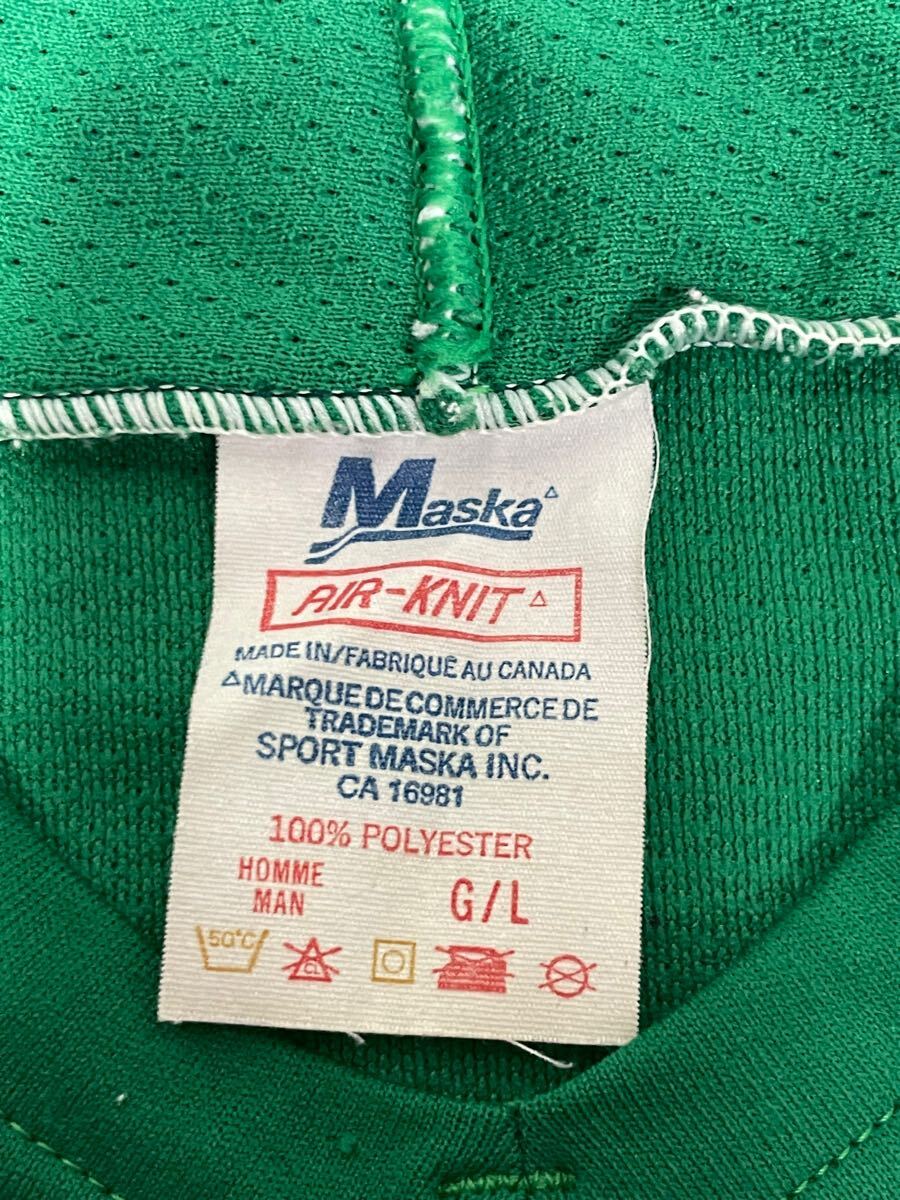 Maska△
AIR-KNIT△
MADE IN/FABRIQUÉ AU CANADA
△MARQUE DE COMMERCE DE
TRADEMARK OF
SPORT MASKA INC.
CA 16981
100% POLYESTER
HOMME
MAN
G/L
50°C
Cl